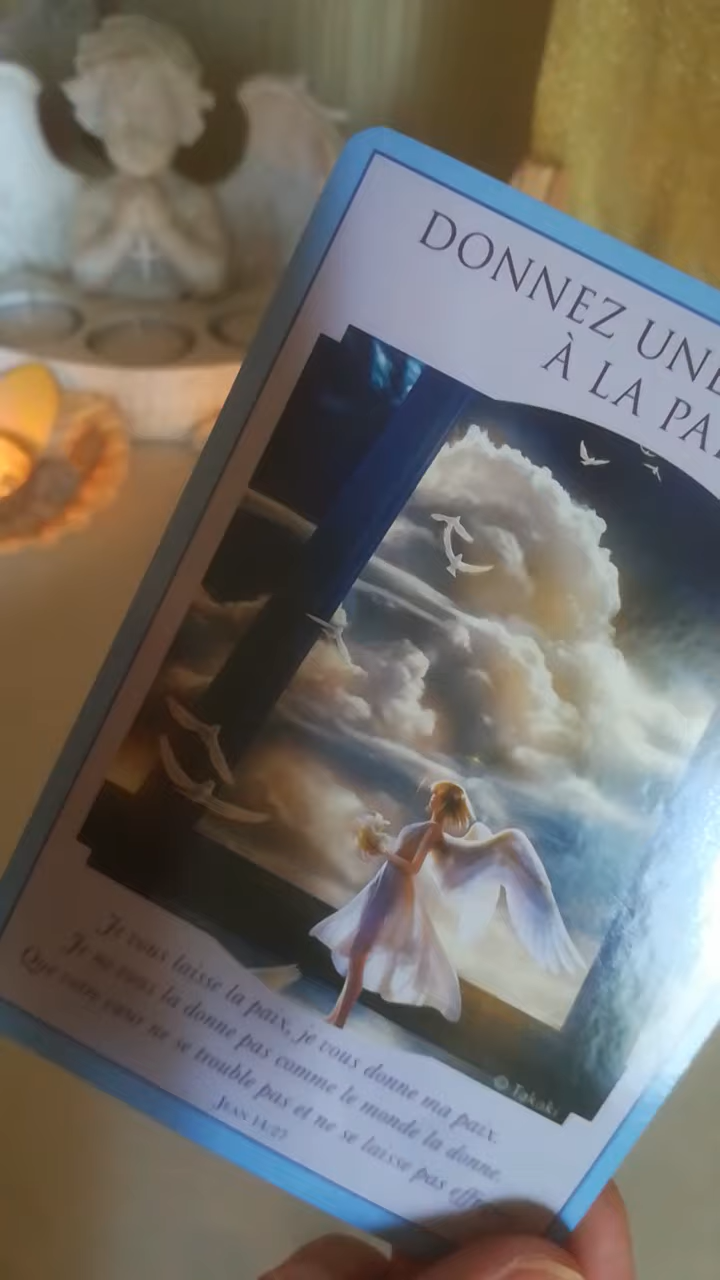 DONNEZ UNE
À LA PAI
© Takaki
Je vous laisse la paix, je vous donne ma paix.
Je ne vous la donne pas comme le monde la donne.
Que votre cœur ne se trouble pas et ne se laisse pas eff
JEAN 14:27